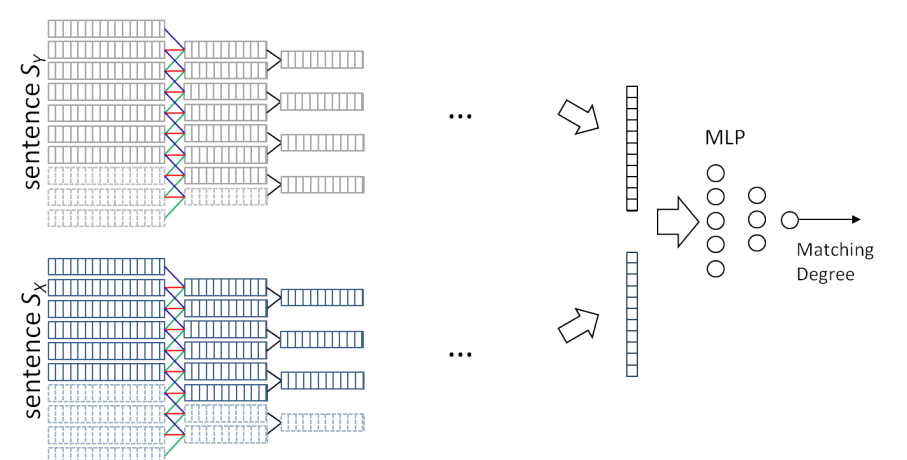 sentence S_Y
...
MLP
Matching
Degree
sentence S_X
...